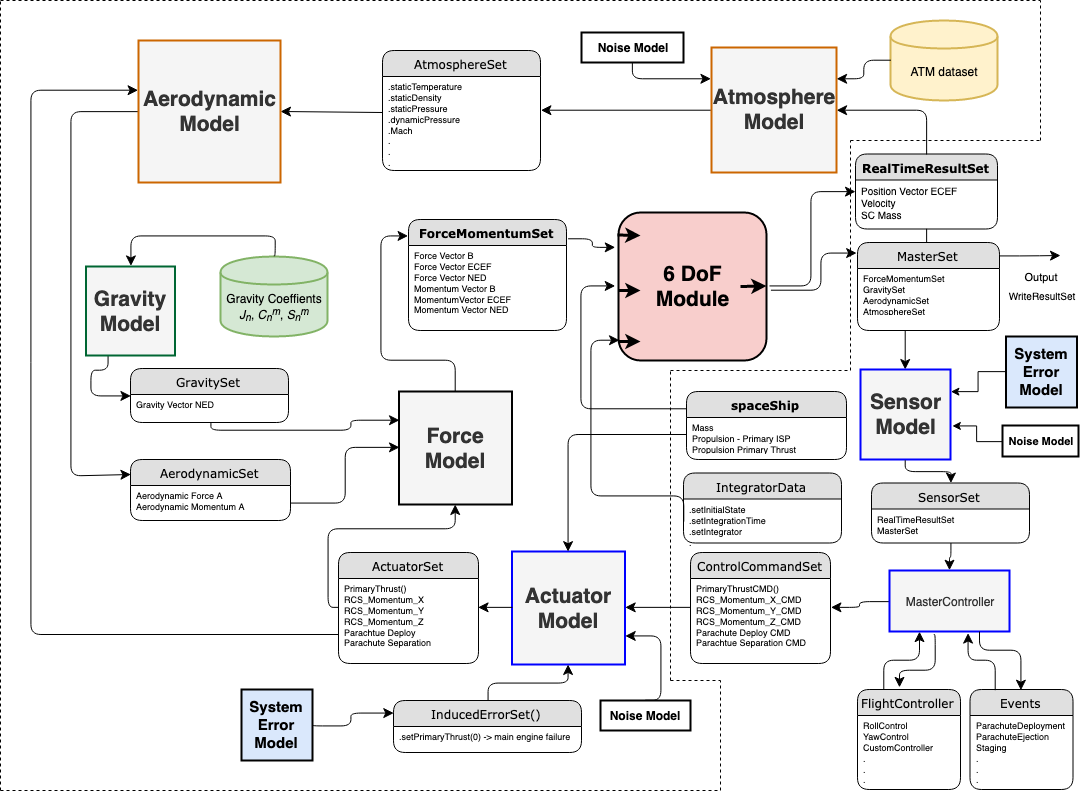 Aerodynamic
Model
AtmosphereSet
.staticTemperature
.staticDensity
.staticPressure
.dynamicPressure
.Mach
.
.
.
Noise Model
Atmosphere
Model
ATM dataset
RealTimeResultSet
Position Vector ECEF
Velocity
SC Mass
MasterSet
ForceMomentumSet
GravitySet
AerodynamicSet
AtmosphereSet
Output
WriteResultSet
ForceMomentumSet
Force Vector B
Force Vector ECEF
Force Vector NED
Momentum Vector B
MomentumVector ECEF
Momentum Vector NED
6 DoF
Module
Gravity
Model
Gravity Coeffients
Jn, Cnm, Snm
GravitySet
Gravity Vector NED
AerodynamicSet
Aerodynamic Force A
Aerodynamic Momentum A
Force
Model
spaceShip
Mass
Propulsion - Primary ISP
Propulsion Primary Thrust
IntegratorData
.setInitialState
.setIntegrationTime
.setIntegrator
.
System
Error
Model
Sensor
Model
Noise Model
SensorSet
RealTimeResultSet
MasterSet
ActuatorSet
PrimaryThrust()
RCS_Momentum_X
RCS_Momentum_Y
RCS_Momentum_Z
Parachtue Deploy
Parachute Separation
Actuator
Model
ControlCommandSet
PrimaryThrustCMD()
RCS_Momentum_X_CMD
RCS_Momentum_Y_CMD
RCS_Momentum_Z_CMD
Parachute Deploy CMD
Parachtue Separation CMD
MasterController
System
Error
Model
InducedErrorSet()
.setPrimaryThrust(0) -> main engine failure
Noise Model
FlightController
RollControl
YawControl
CustomController
.
.
.
Events
ParachuteDeployment
ParachuteEjection
Staging
.
.
.